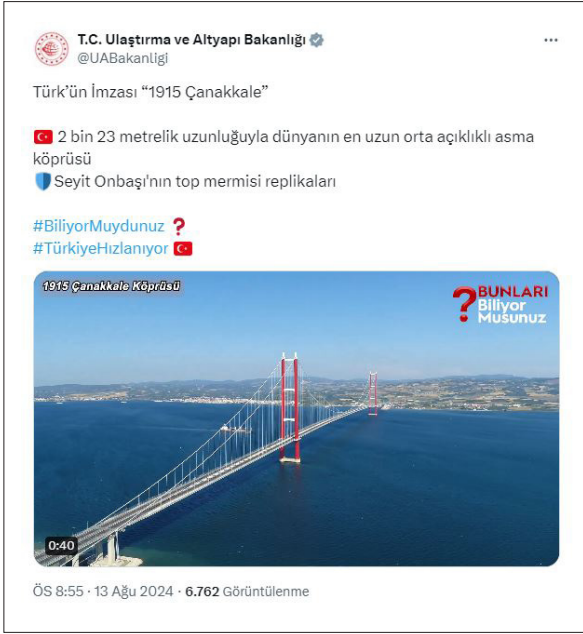 T.C. Ulaştırma ve Altyapı Bakanlığı
@UABakanligi
Türk’ün İmzası “1915 Çanakkale”
2 bin 23 metrelik uzunluğuyla dünyanın en uzun orta açıklıklı asma
köprüsü
Seyit Onbaşı'nın top mermisi replikaları
#BiliyorMuydunuz ❓
#TürkiyeHızlanıyor
1915 Çanakkale Köprüsü
? BUNLARI
Biliyor
Musunuz
0:40
ÖS 8:55 · 13 Ağu 2024 · 6.762 Görüntülenme